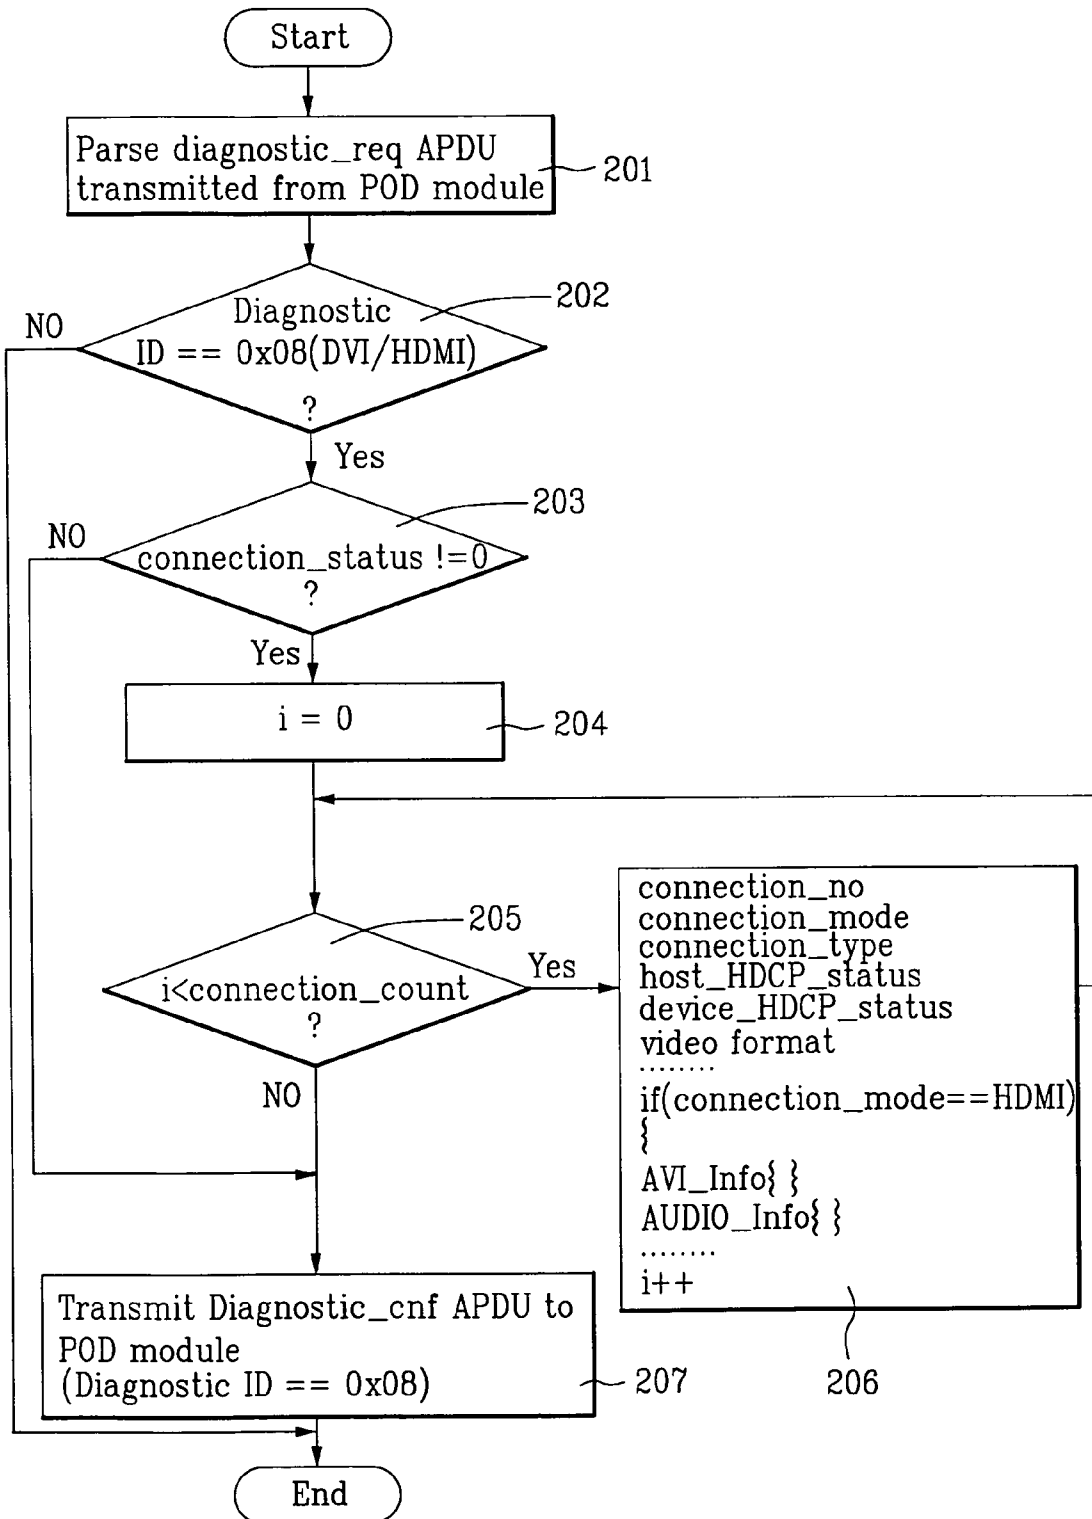 Start
Parse diagnostic_req APDU
transmitted from POD module
201
Diagnostic
ID == 0x08(DVI/HDMI)
?
202
NO
Yes
203
NO
connection_status !=0
?
Yes
i = 0
204
205
i<connection_count
?
Yes
NO
connection_no
connection_mode
connection_type
host_HDCP_status
device_HDCP_status
video format
........
if(connection_mode==HDMI)
{
AVI_Info{ }
AUDIO_Info{ }
.........
i++
206
Transmit Diagnostic_cnf APDU to
POD module
(Diagnostic ID == 0x08)
207
End